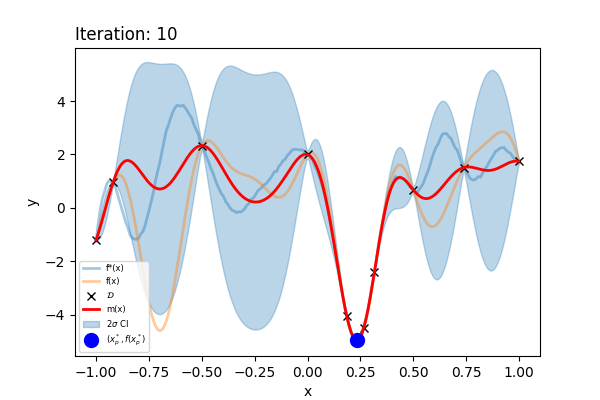 Iteration: 10
y
4
2
0
−2
−4
f*(x)
f(x)
𝒟
m(x)
2σ CI
(x*ₚ, f(x*ₚ))
−1.00 −0.75 −0.50 −0.25 0.00 0.25 0.50 0.75 1.00
x